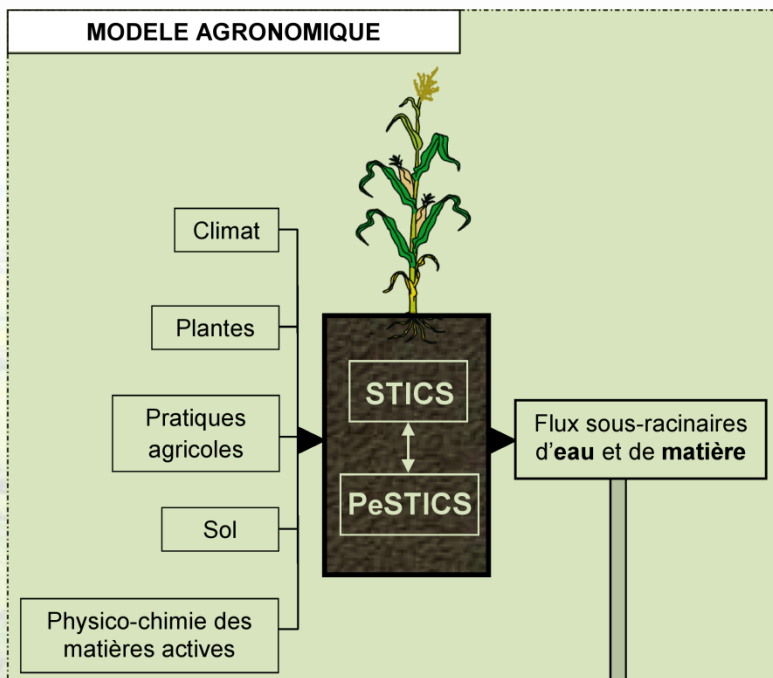 MODELE AGRONOMIQUE
Climat
Plantes
Pratiques
agricoles
Sol
Physico-chimie des
matières actives
STICS
PeSTICS
Flux sous-racinaires
d'eau et de matière